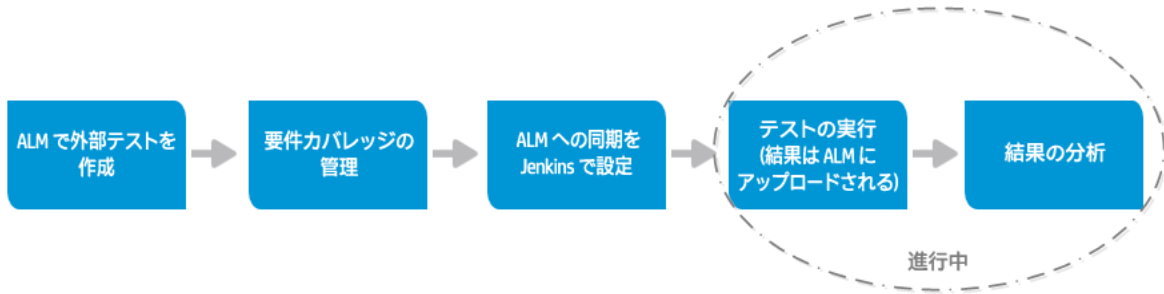 ALM で外部テストを
作成
要件カバレッジの
管理
ALM への同期を
Jenkins で設定
テストの実行
(結果は ALM に
アップロードされる)
結果の分析
進行中